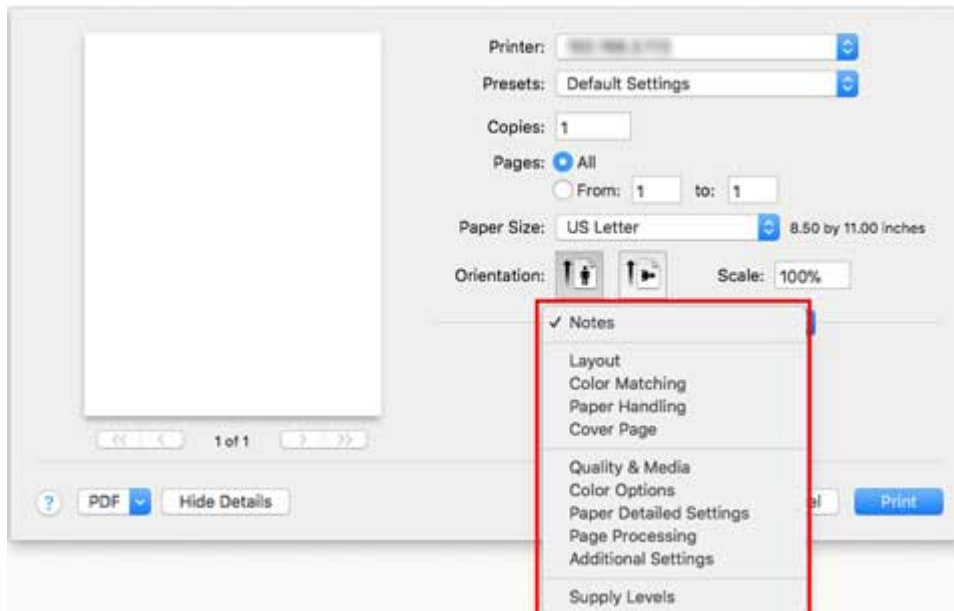 Printer:
Presets: Default Settings
Copies: 1
Pages: All
From: 1 to: 1
Paper Size: US Letter 8.50 by 11.00 inches
Orientation: Scale: 100%
✓ Notes
Layout
Color Matching
Paper Handling
Cover Page
Quality & Media
Color Options
Paper Detailed Settings
Page Processing
Additional Settings
Supply Levels
1 of 1
? PDF Hide Details el Print